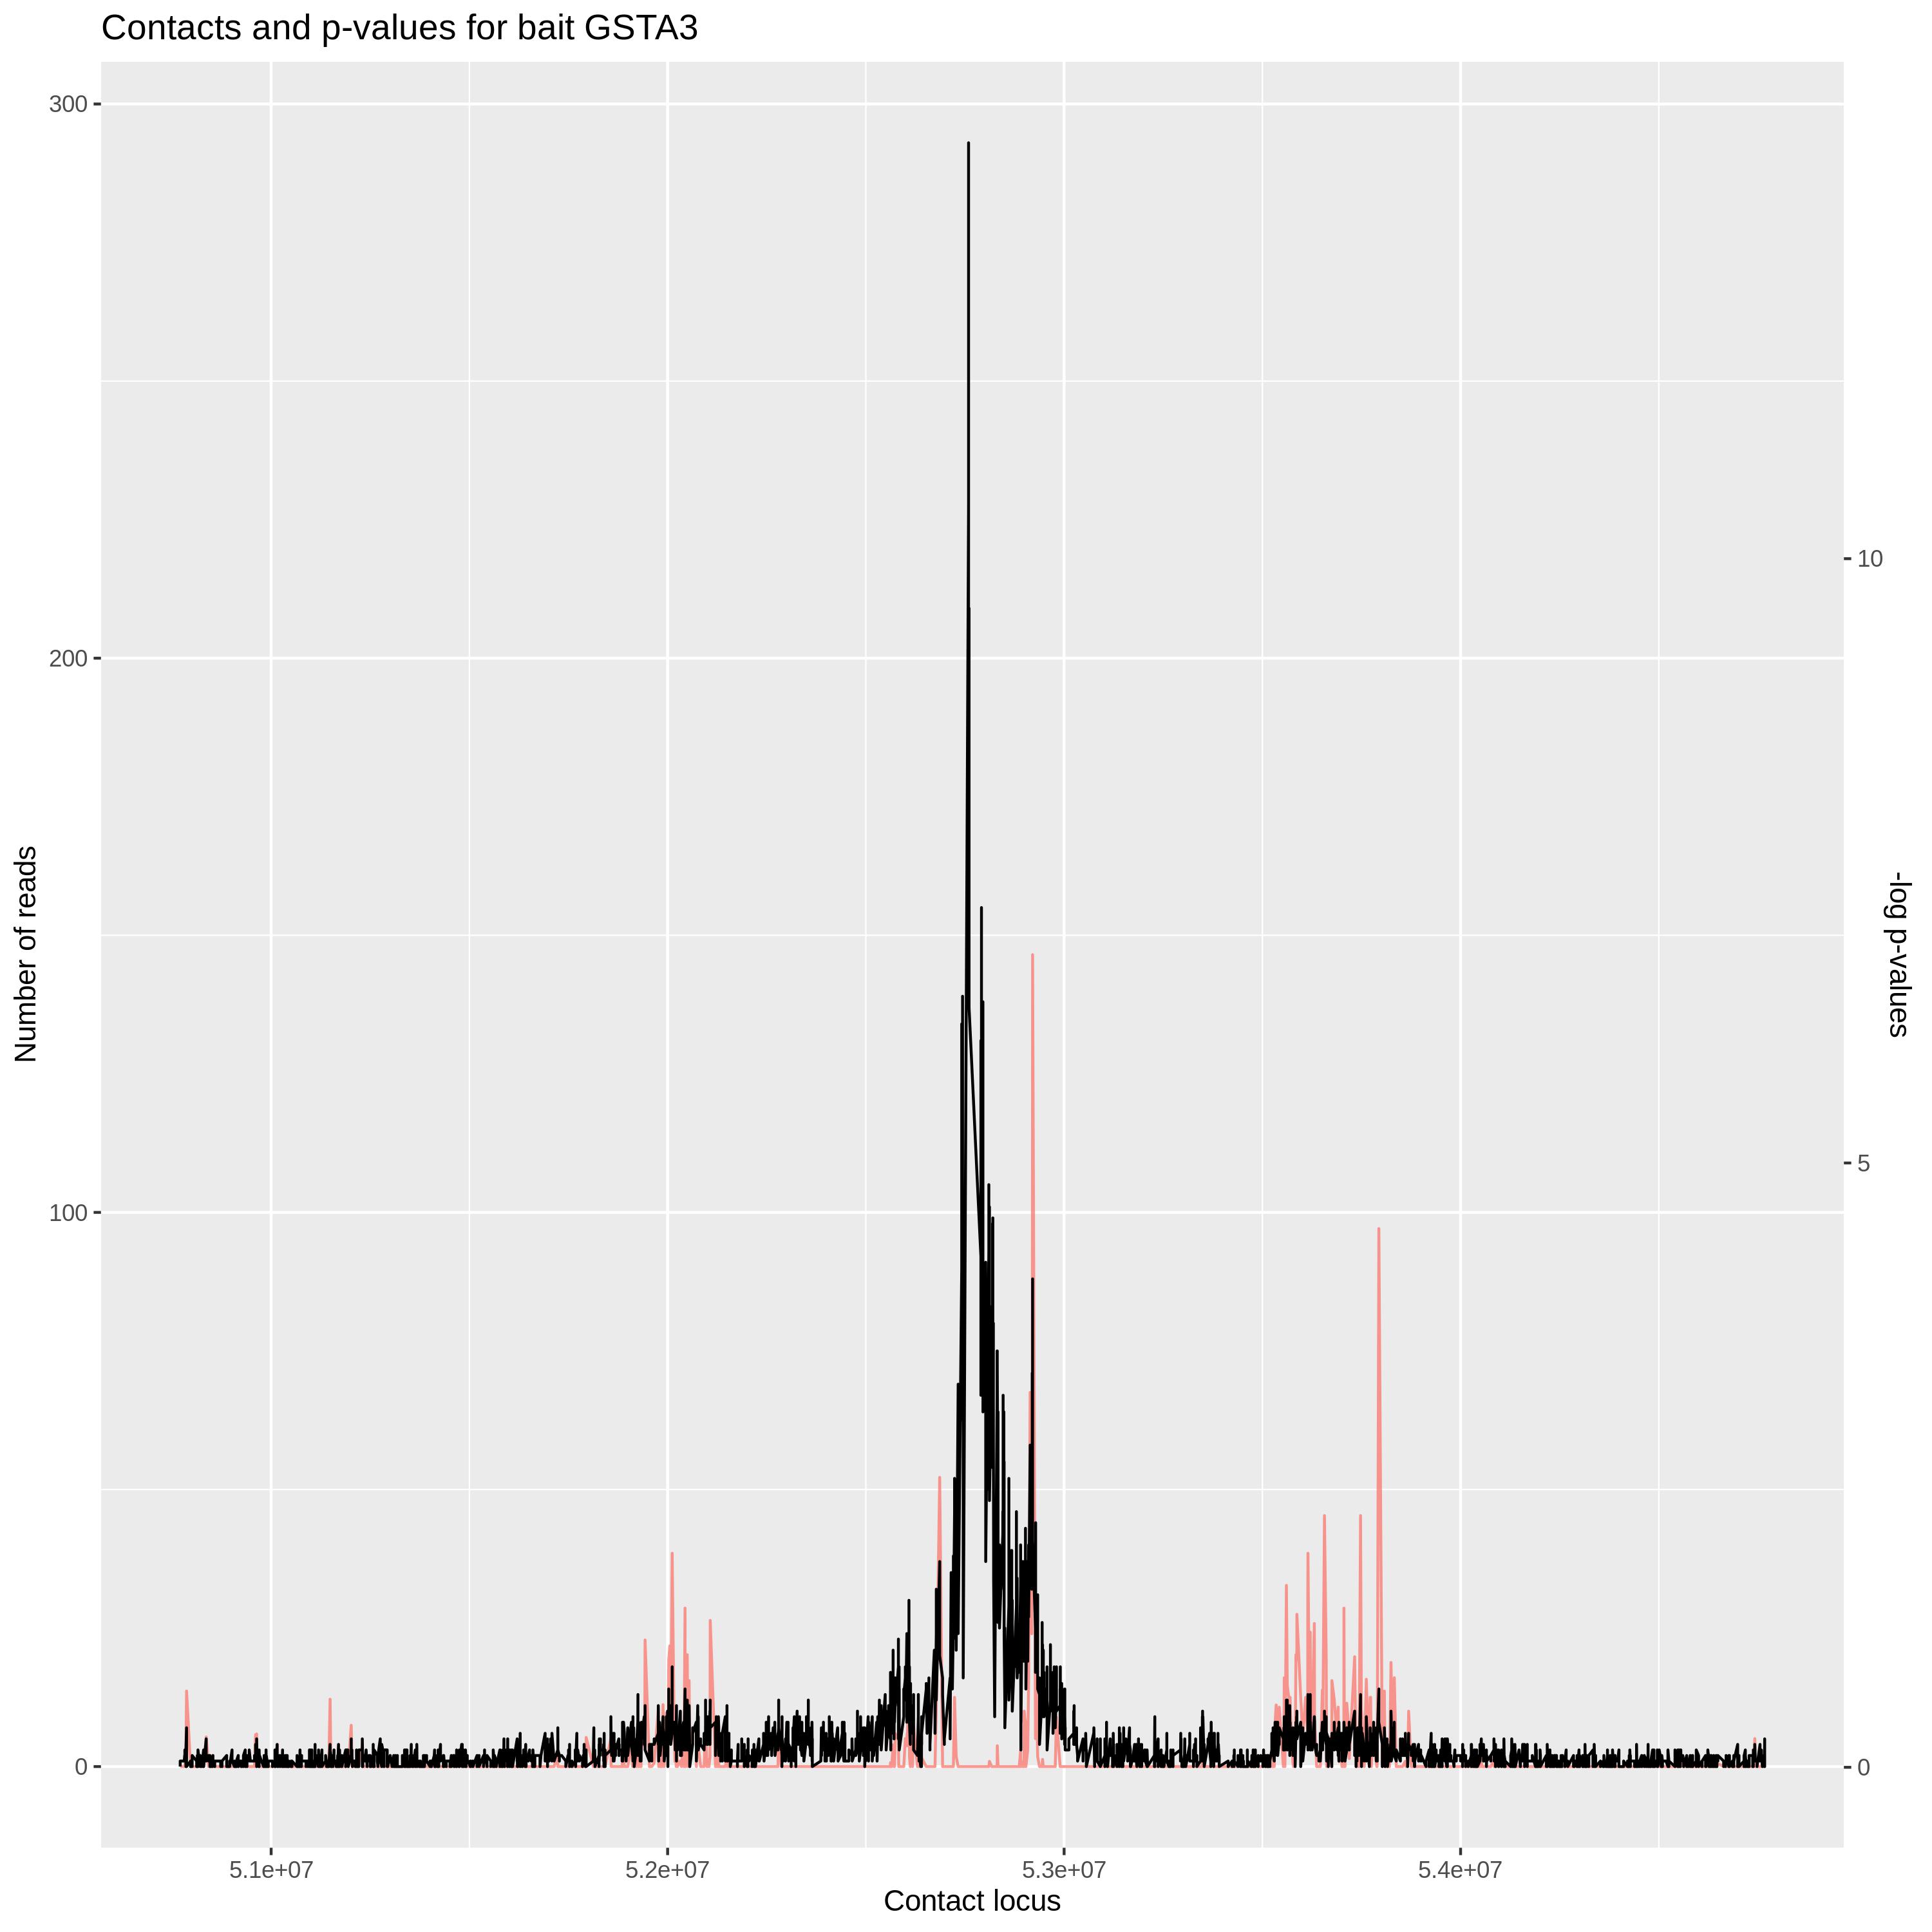 Contacts and p-values for bait GSTA3
300
200
100
0
Number of reads
10
5
0
-log p-values
5.1e+07
5.2e+07
5.3e+07
5.4e+07
Contact locus